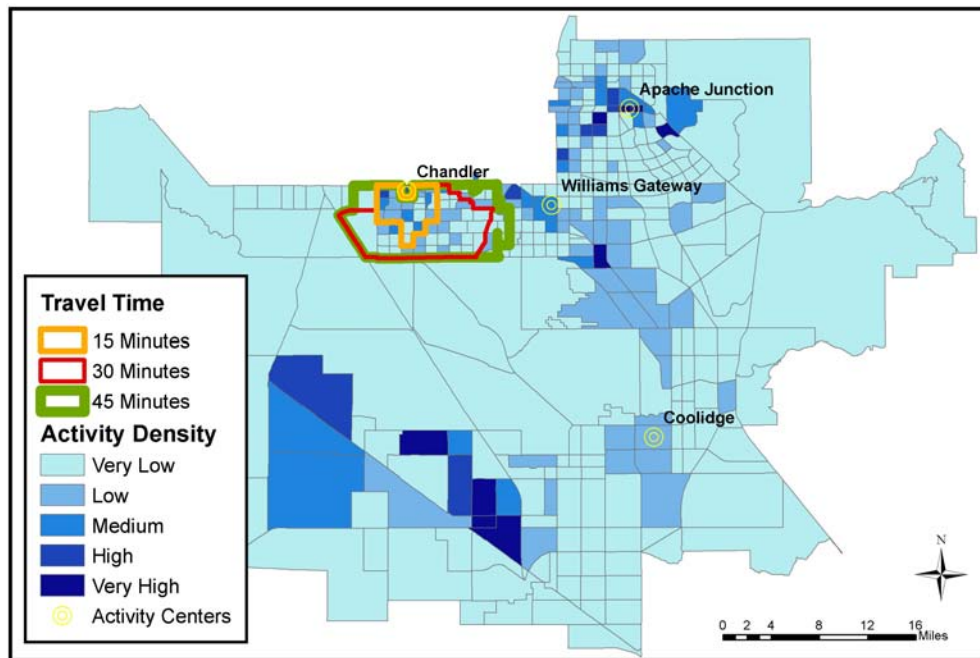 Apache Junction
Chandler
Williams Gateway
Coolidge
Travel Time
15 Minutes
30 Minutes
45 Minutes
Activity Density
Very Low
Low
Medium
High
Very High
Activity Centers
N
0 2 4 8 12 16
Miles